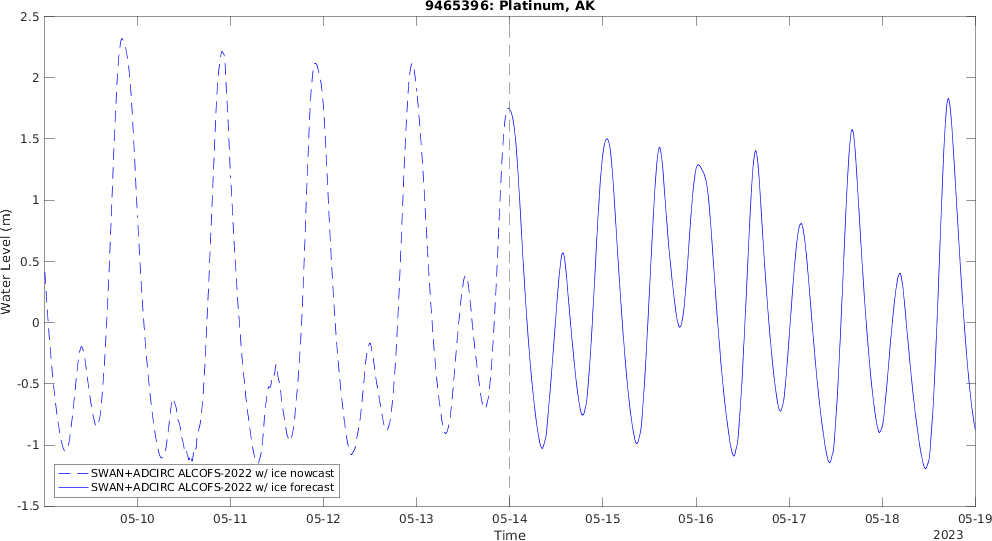 9465396: Platinum, AK
2.5
2
1.5
1
0.5
0
-0.5
-1
-1.5
Water Level (m)
SWAN+ADCIRC ALCOFS-2022 w/ ice nowcast
SWAN+ADCIRC ALCOFS-2022 w/ ice forecast
05-10 05-11 05-12 05-13 05-14 05-15 05-16 05-17 05-18 05-19
Time
2023